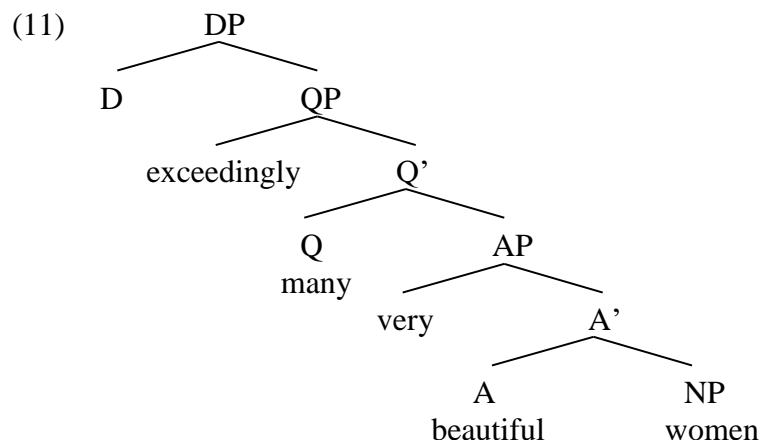 (11) DP
D QP
exceedingly Q’
Q AP
many
very A’
A NP
beautiful women